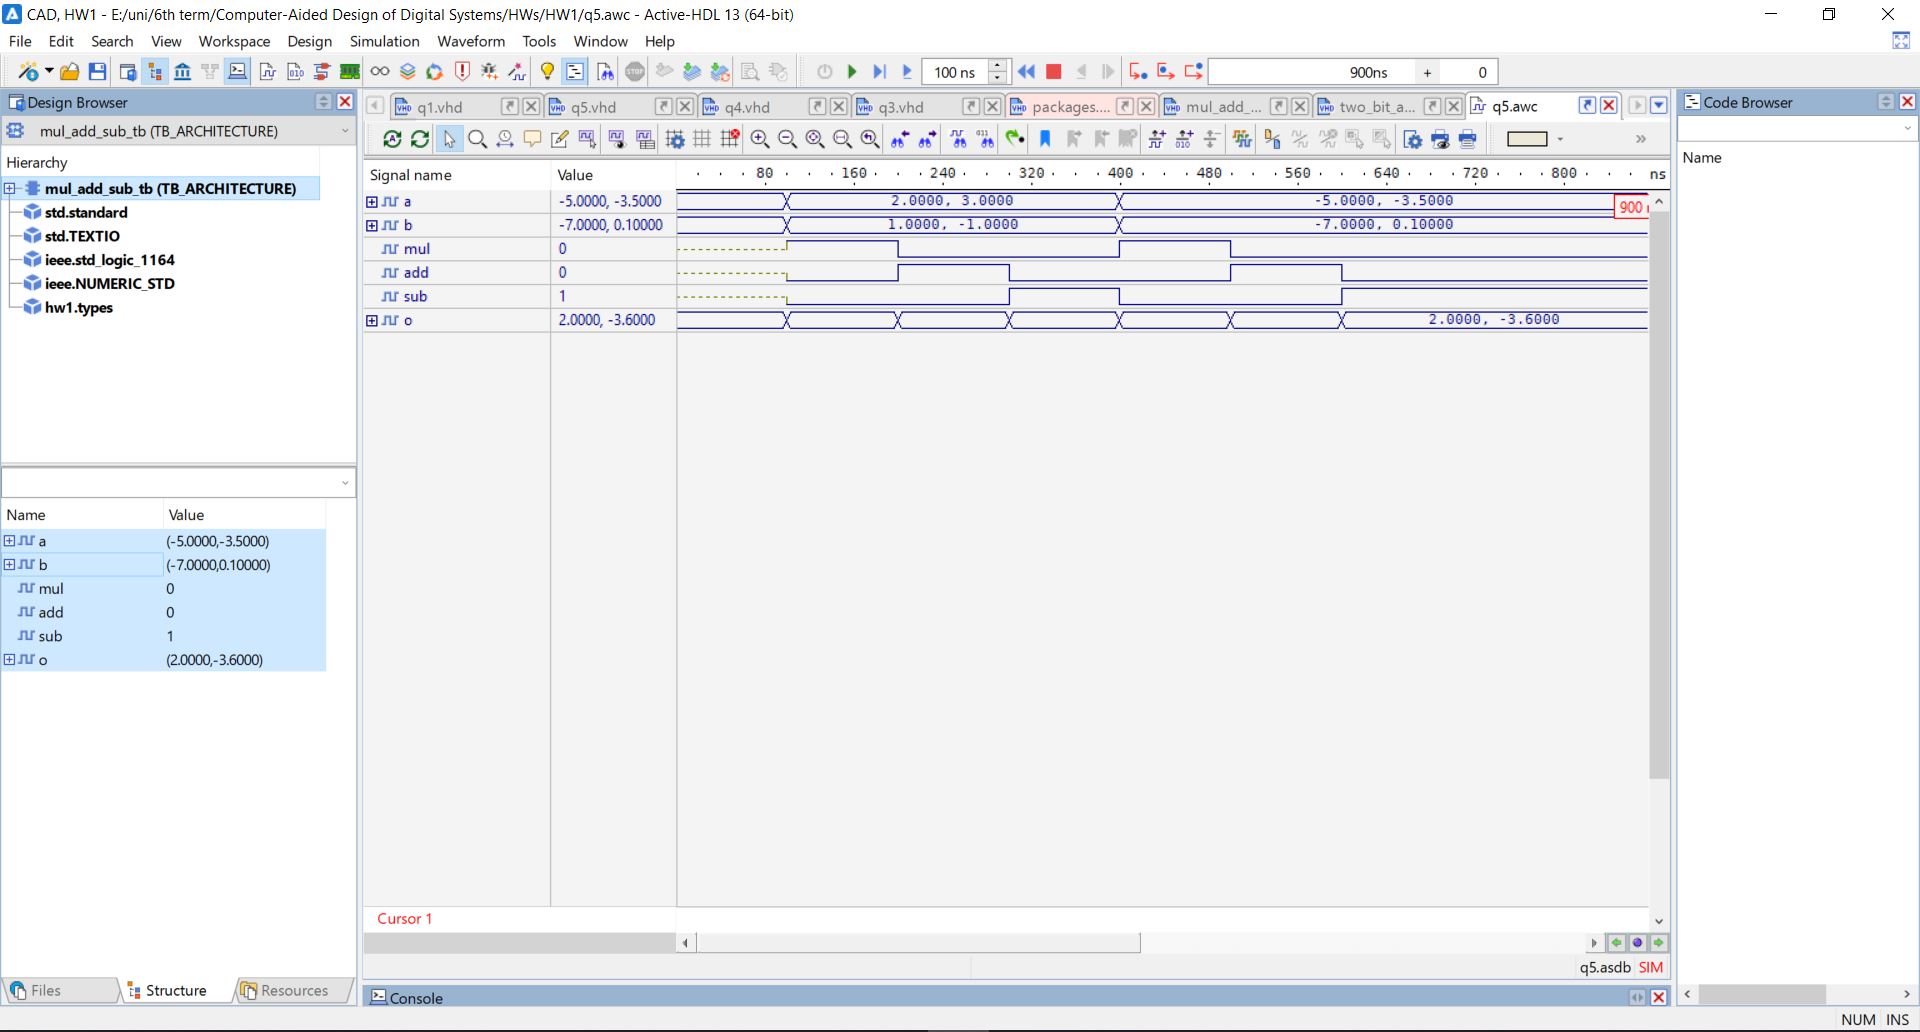 CAD, HW1 - E:/uni/6th term/Computer-Aided Design of Digital Systems/HWs/HW1/q5.awc - Active-HDL 13 (64-bit)
File Edit Search View Workspace Design Simulation Waveform Tools Window Help
100 ns 900ns + 0
Design Browser
mul_add_sub_tb (TB_ARCHITECTURE)
Hierarchy
mul_add_sub_tb (TB_ARCHITECTURE)
std.standard
std.TEXTIO
ieee.std_logic_1164
ieee.NUMERIC_STD
hw1.types
Name Value
a (-5.0000,-3.5000)
b (-7.0000,0.10000)
mul 0
add 0
sub 1
o (2.0000,-3.6000)
Files Structure Resources
q1.vhd q5.vhd q4.vhd q3.vhd packages.... mul_add_... two_bit_a... q5.awc
Signal name Value 80 160 240 320 400 480 560 640 720 800 ns
a -5.0000, -3.5000 2.0000, 3.0000 -5.0000, -3.5000
900
b -7.0000, 0.10000 1.0000, -1.0000 -7.0000, 0.10000
mul 0
add 0
sub 1
o 2.0000, -3.6000 2.0000, -3.6000
Cursor 1
q5.asdb SIM
Console
Code Browser
Name
NUM INS